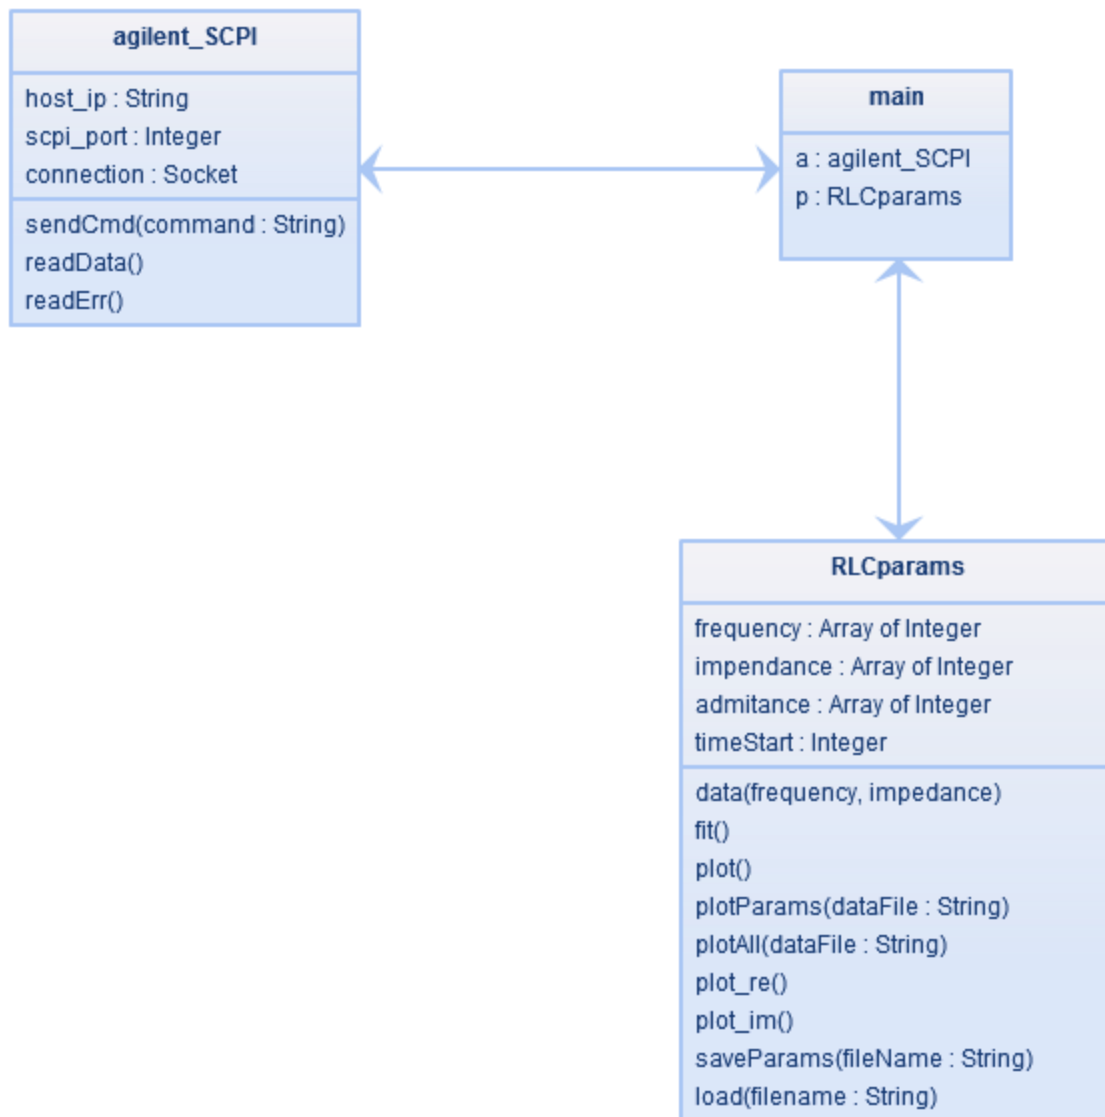 agilent_SCPI
host_ip : String
scpi_port : Integer
connection : Socket
sendCmd(command : String)
readData()
readErr()
main
a : agilent_SCPI
p : RLCparams
RLCparams
frequency : Array of Integer
impendance : Array of Integer
admitance : Array of Integer
timeStart : Integer
data(frequency, impedance)
fit()
plot()
plotParams(dataFile : String)
plotAll(dataFile : String)
plot_re()
plot_im()
saveParams(fileName : String)
load(filename : String)